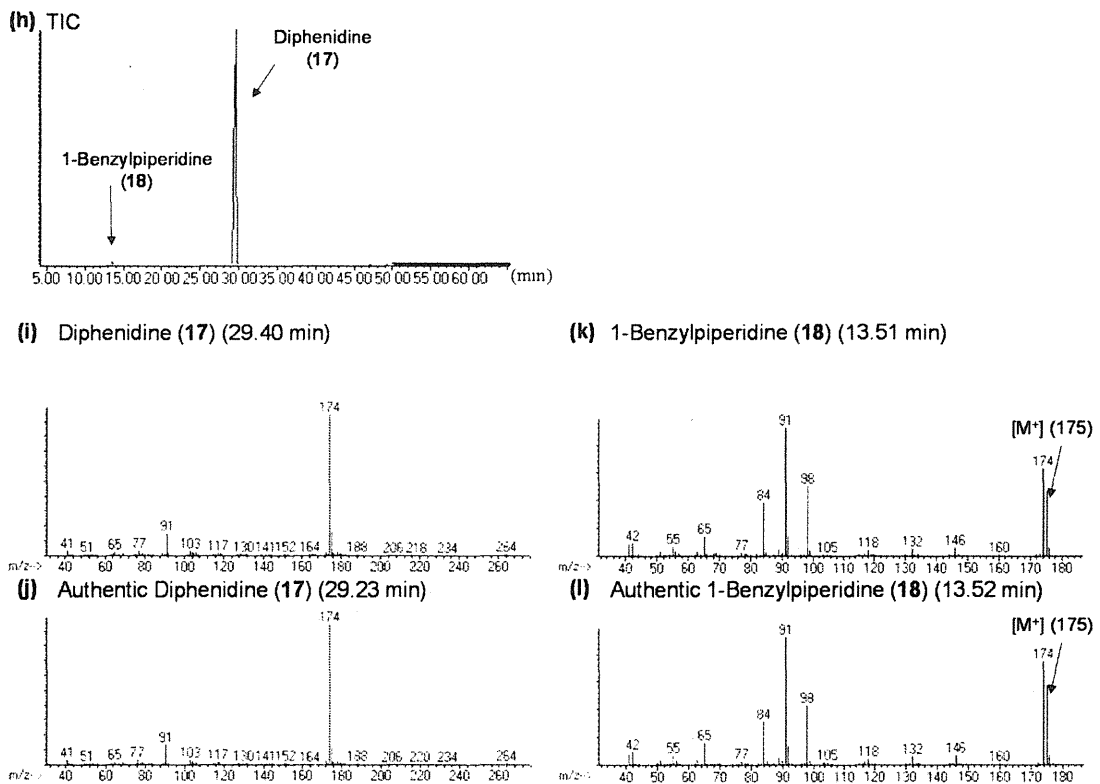 (h) TIC
Diphenidine
(17)
1-Benzylpiperidine
(18)
5.00 10.00 15.00 20.00 25.00 30.00 35.00 40.00 45.00 50.00 55.00 60.00 (min)
(i) Diphenidine (17) (29.40 min)
174
91
41 51 65 77 103 117 130 141 152 164 188 206 218 234 264
m/z-> 40 60 80 100 120 140 160 180 200 220 240 260
(j) Authentic Diphenidine (17) (29.23 min)
174
91
41 51 65 77 103 117 130 141 152 164 188 206 220 234 264
m/z-> 40 60 80 100 120 140 160 180 200 220 240 260
(k) 1-Benzylpiperidine (18) (13.51 min)
[M⁺] (175)
91
174
98
84
65
42 55 77 105 118 132 146 160
m/z-> 40 50 60 70 80 90 100 110 120 130 140 150 160 170 180
(l) Authentic 1-Benzylpiperidine (18) (13.52 min)
[M⁺] (175)
91
174
98
84
65
42 55 77 105 118 132 146 160
m/z-> 40 50 60 70 80 90 100 110 120 130 140 150 160 170 180